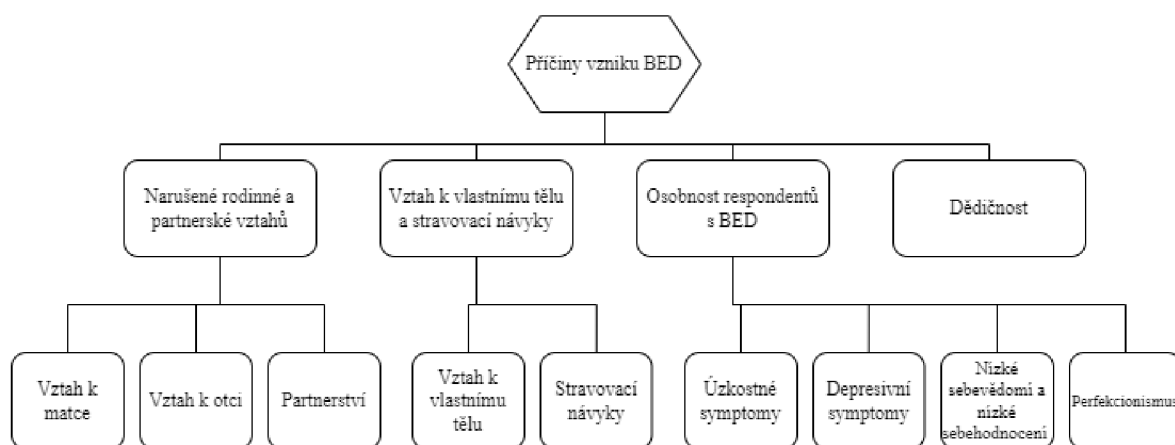 Příčiny vzniku BED
Narušené rodinné a
partnerské vztahů
Vztah k vlastnímu tělu
a stravovací návyky
Osobnost respondentů
s BED
Dědičnost
Vztah k
matce
Vztah k otci
Partnerství
Vztah k
vlastnímu
tělu
Stravovací
návyky
Úzkostné
symptomy
Depresivní
symptomy
Nízké
sebevědomí a
nízké
sebehodnocení
Perfekcionismus